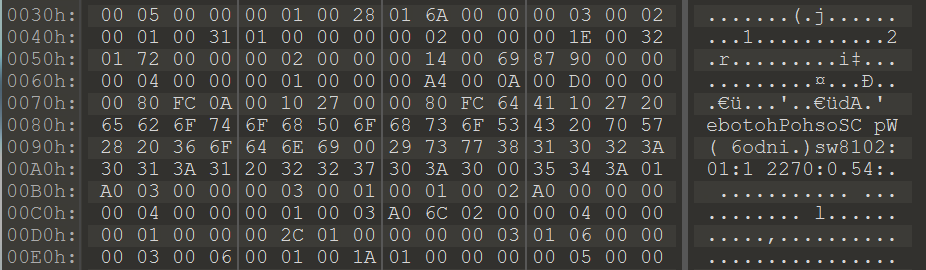 0030h: 00 05 00 00 00 01 00 28 01 6A 00 00 00 03 00 02 .......(.j......
0040h: 00 01 00 31 01 00 00 00 00 02 00 00 00 1E 00 32 ...1...........2
0050h: 01 72 00 00 00 02 00 00 00 14 00 69 87 90 00 00 .r.........i‡...
0060h: 00 04 00 00 00 01 00 00 00 A4 00 0A 00 D0 00 00 .........¤...Ð..
0070h: 00 80 FC 0A 00 10 27 00 00 80 FC 64 41 10 27 20 .€ü...'..€üdA.'
0080h: 65 62 6F 74 6F 68 50 6F 68 73 6F 53 43 20 70 57 ebotohPohsoSC pW
0090h: 28 20 36 6F 64 6E 69 00 29 73 77 38 31 30 32 3A ( 6odni.)sw8102:
00A0h: 30 31 3A 31 20 32 32 37 30 3A 30 00 35 34 3A 01 01:1 2270:0.54:.
00B0h: A0 03 00 00 00 03 00 01 00 01 00 02 A0 00 00 00 ........... ...
00C0h: 00 04 00 00 00 01 00 03 A0 6C 02 00 00 04 00 00 ........ l......
00D0h: 00 01 00 00 00 2C 01 00 00 00 00 03 01 06 00 00 .....,..........
00E0h: 00 03 00 06 00 01 00 1A 01 00 00 00 00 05 00 00 ................